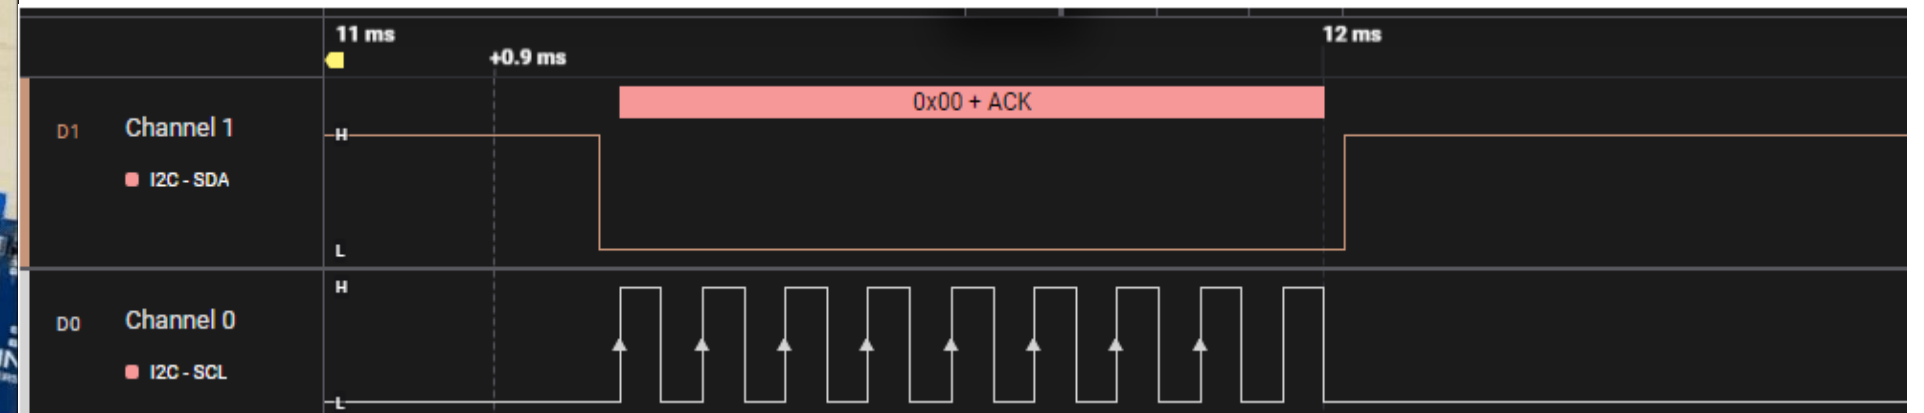 11 ms
12 ms
+0.9 ms
0x00 + ACK
D1
Channel 1
H
I2C - SDA
L
H
D0
Channel 0
I2C - SCL
L